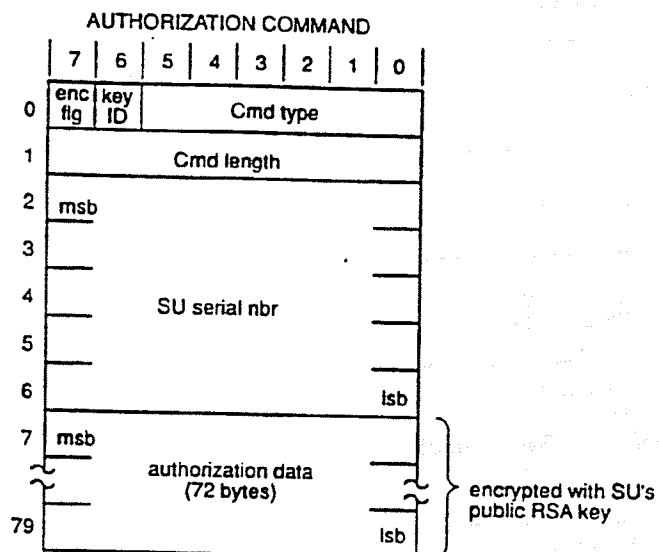 AUTHORIZATION COMMAND
7 6 5 4 3 2 1 0
0 enc flg key ID Cmd type
1 Cmd length
2 msb
3
4 SU serial nbr
5
6 lsb
7 msb
authorization data
(72 bytes)
encrypted with SU's
public RSA key
79 lsb